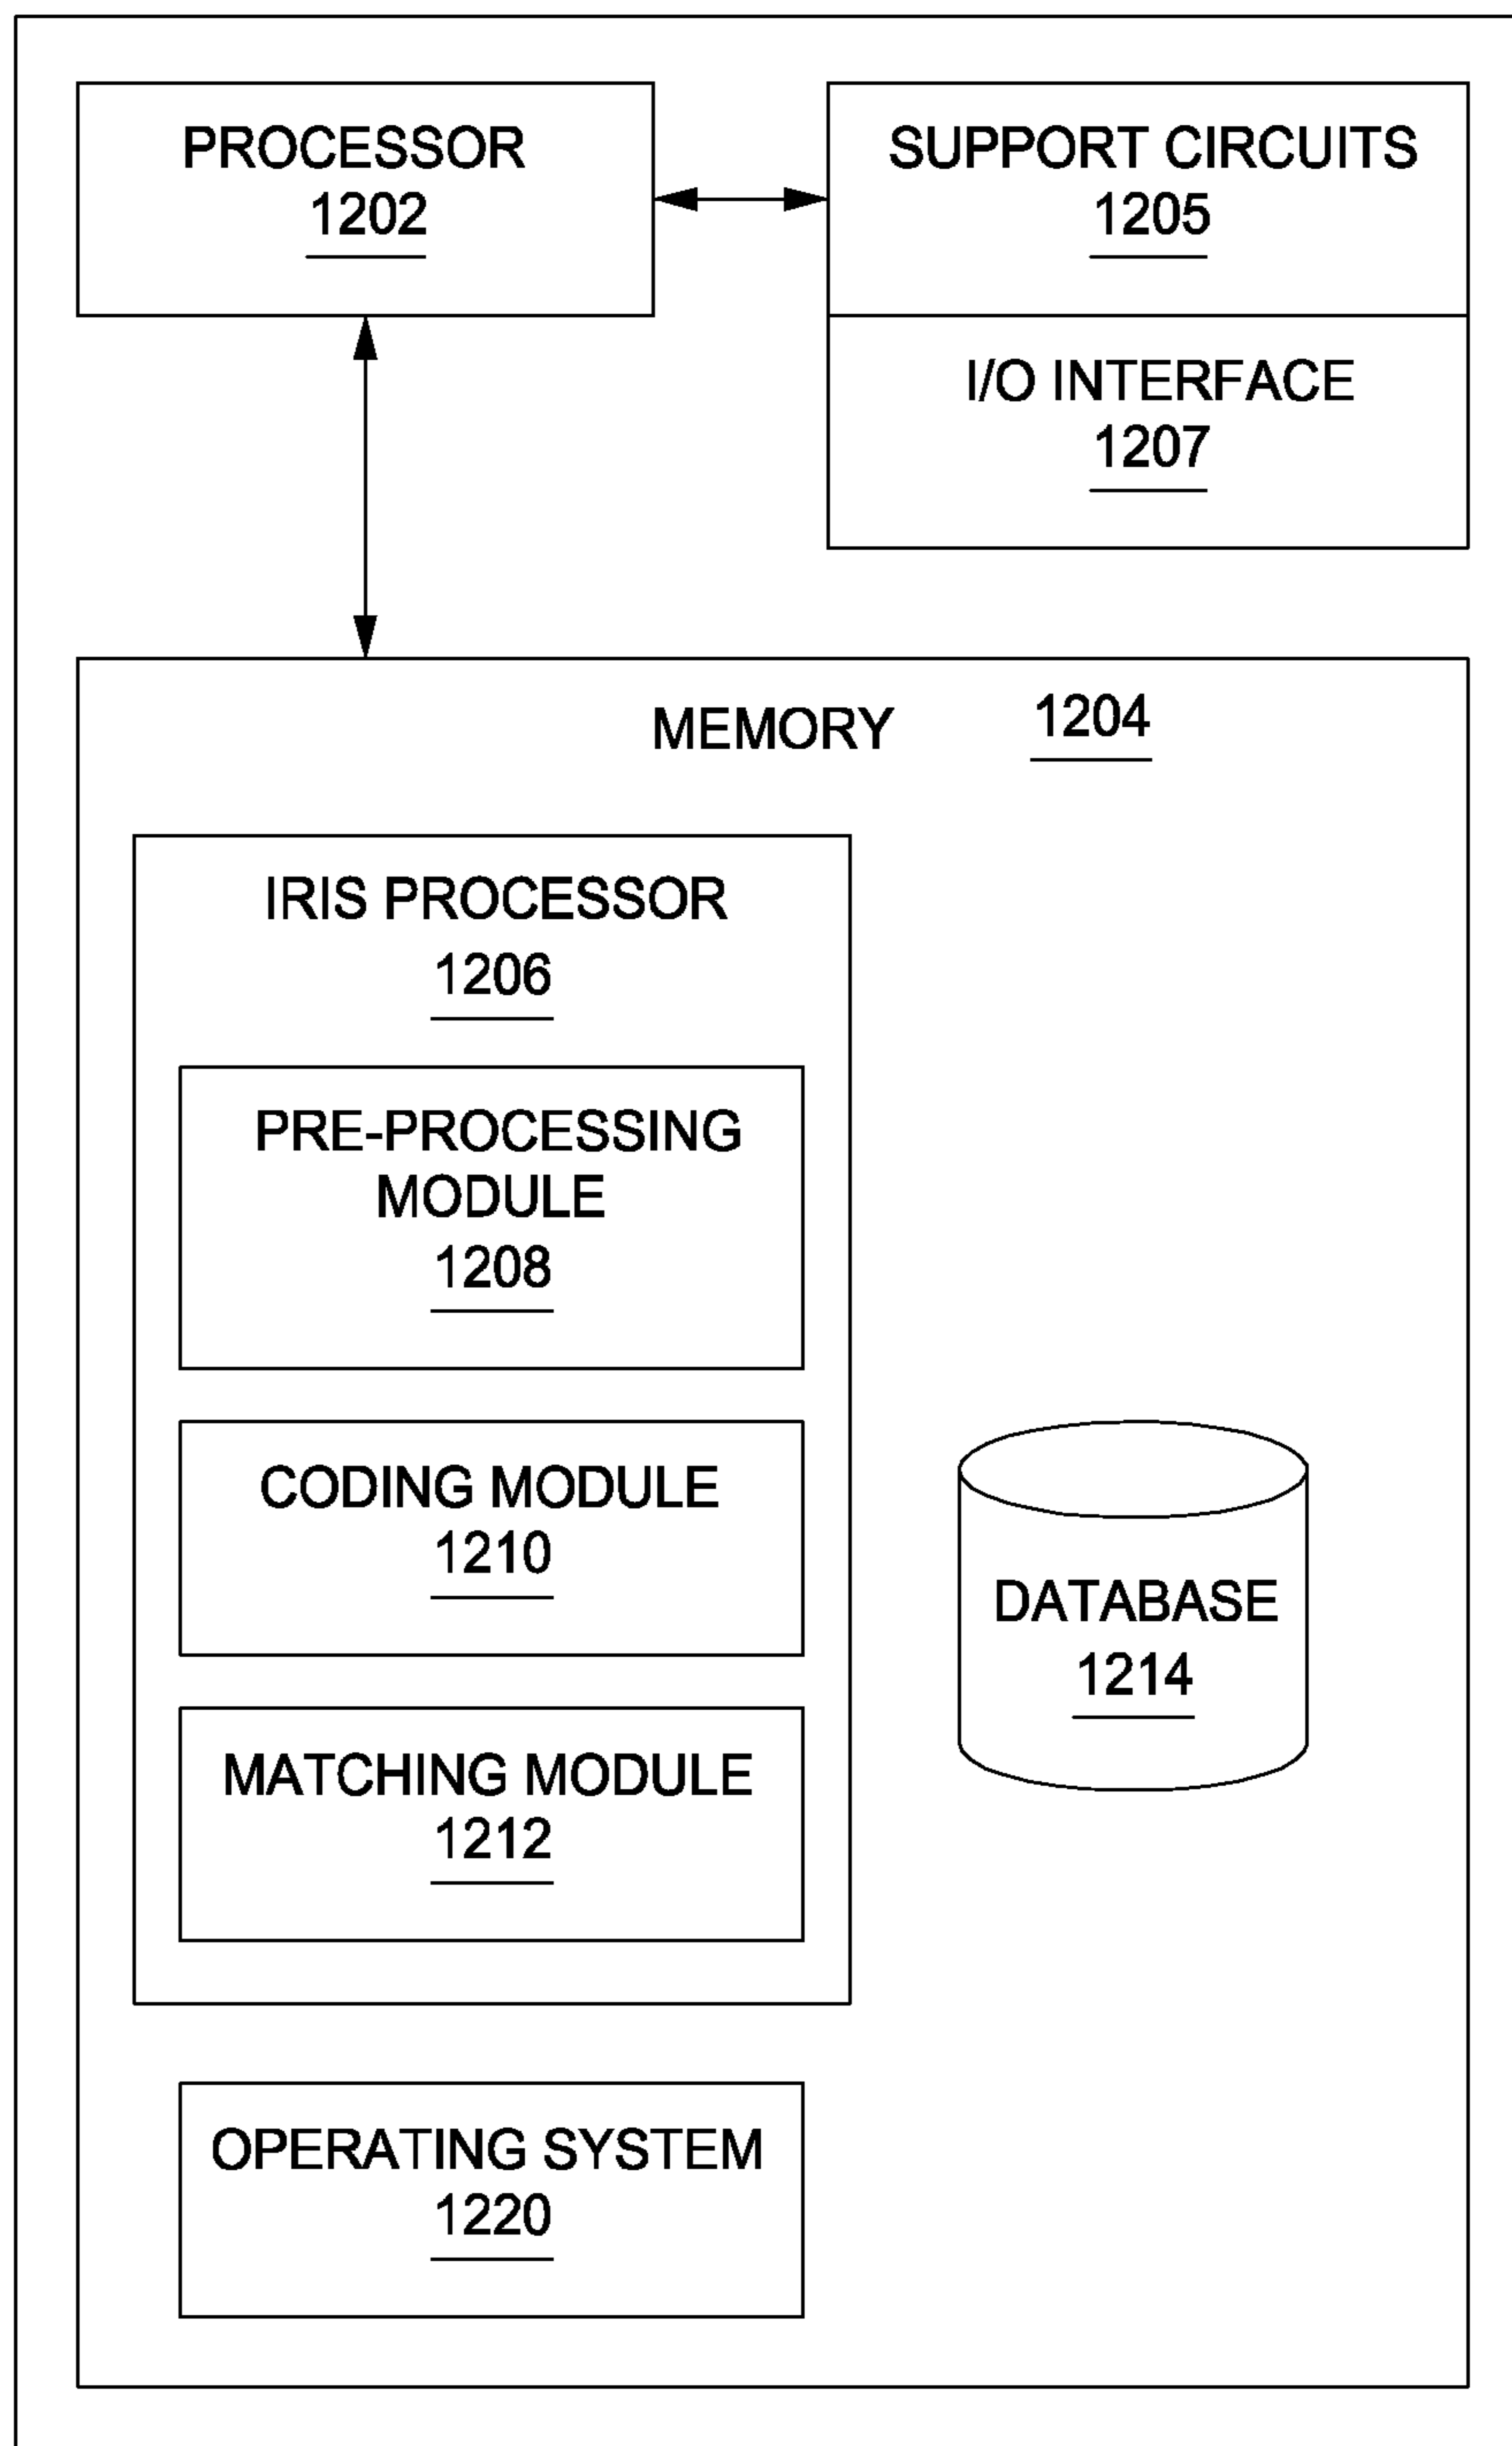 PROCESSOR
1202
SUPPORT CIRCUITS
1205
I/O INTERFACE
1207
MEMORY 1204
IRIS PROCESSOR
1206
PRE-PROCESSING
MODULE
1208
CODING MODULE
1210
MATCHING MODULE
1212
DATABASE
1214
OPERATING SYSTEM
1220